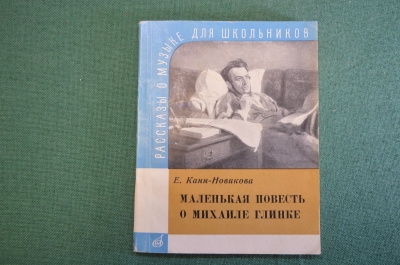 РАССКАЗЫ О МУЗЫКЕ
ДЛЯ ШКОЛЬНИКОВ
Е. Канн-Новикова
МАЛЕНЬКАЯ ПОВЕСТЬ
О МИХАИЛЕ ГЛИНКЕ